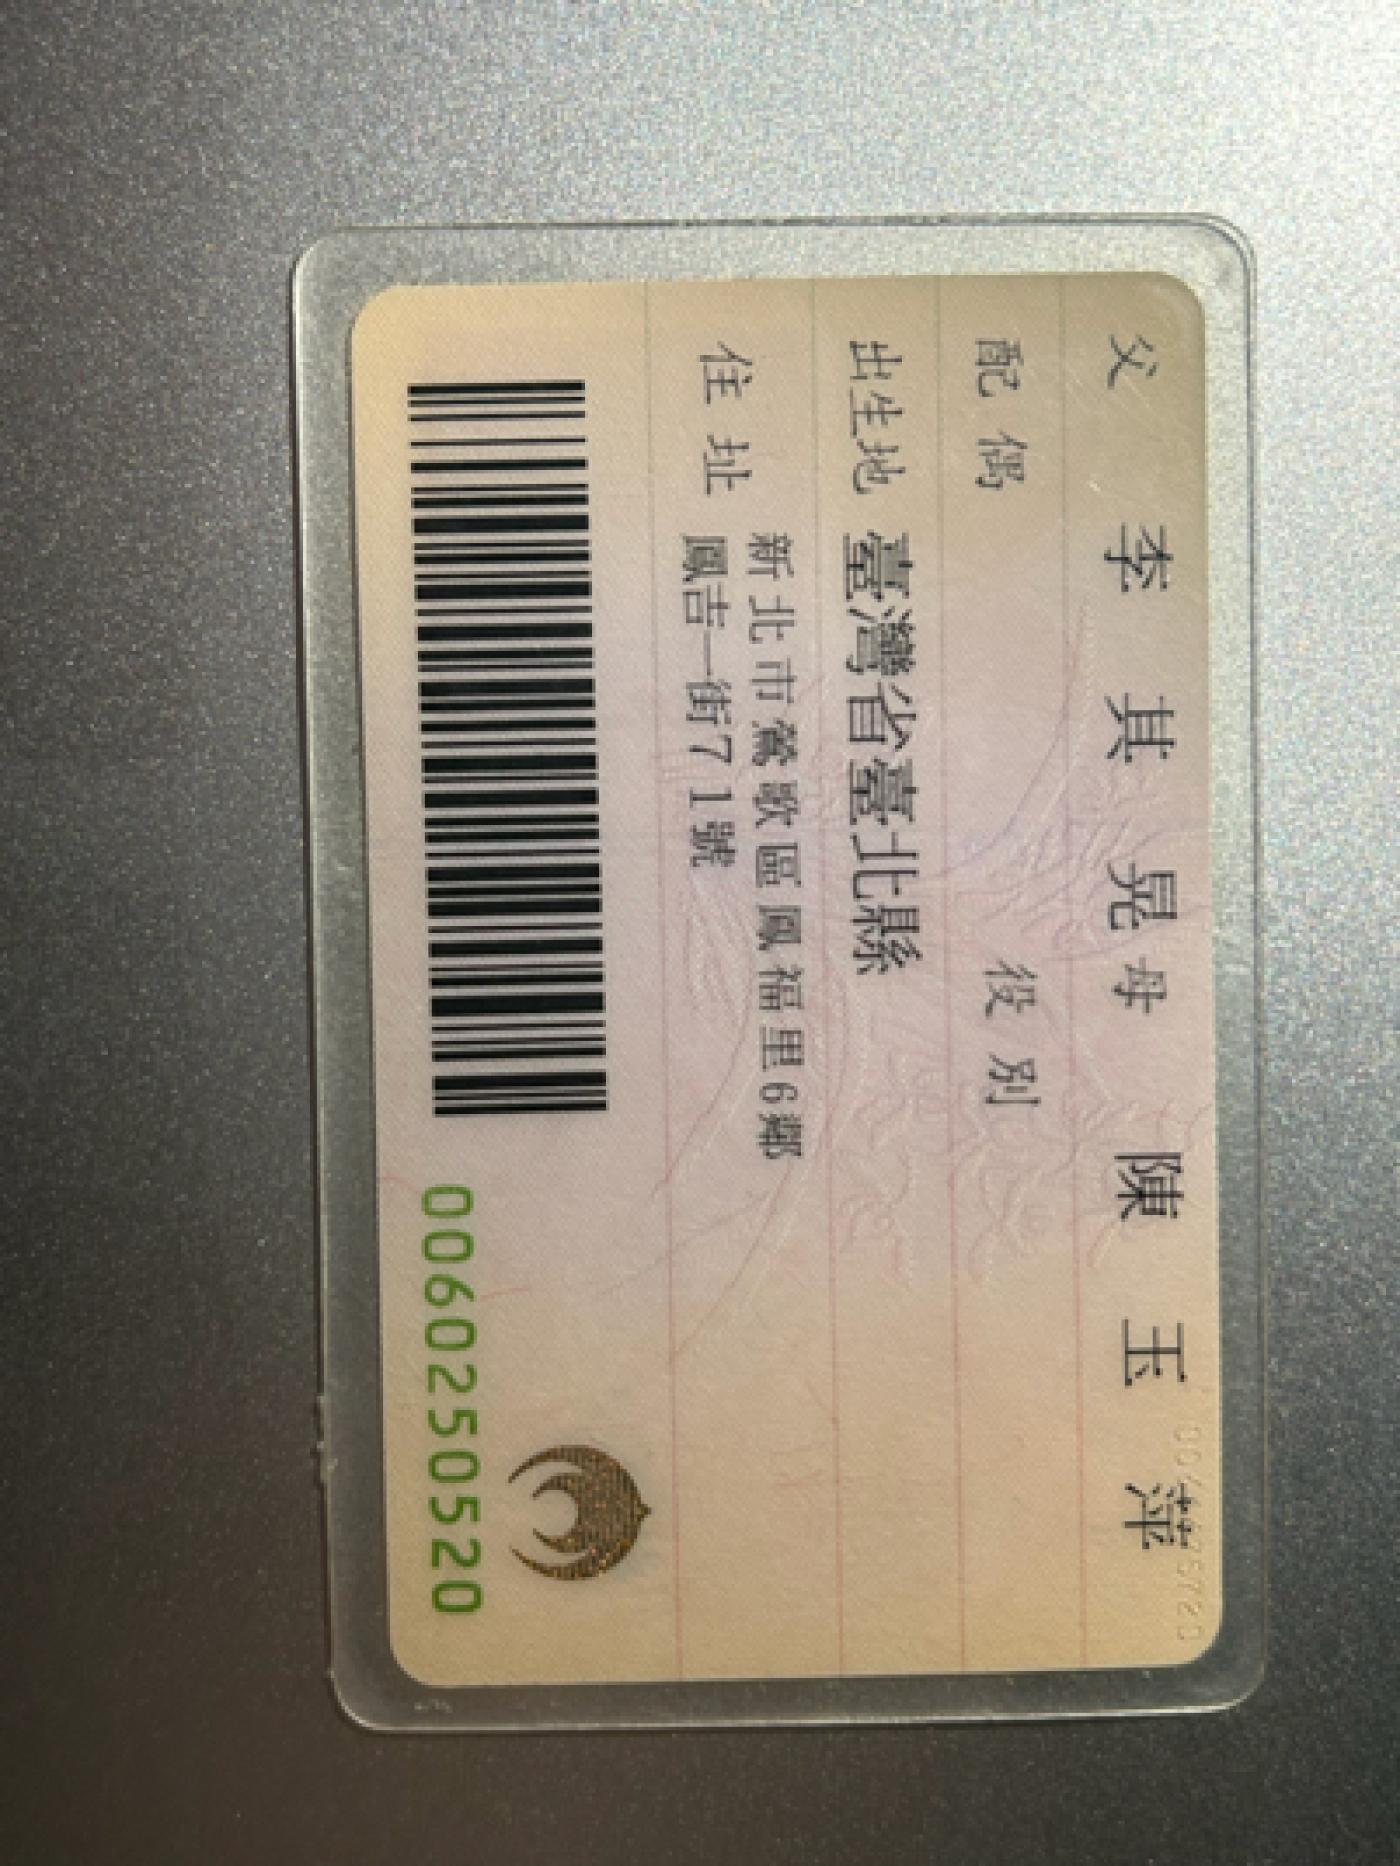 父 李其晃 母 陳玉萍
配偶 役別
出生地 臺灣省臺北縣
住址 新北市鶯歌區鳳福里6鄰
鳳吉一街71號
0060250520